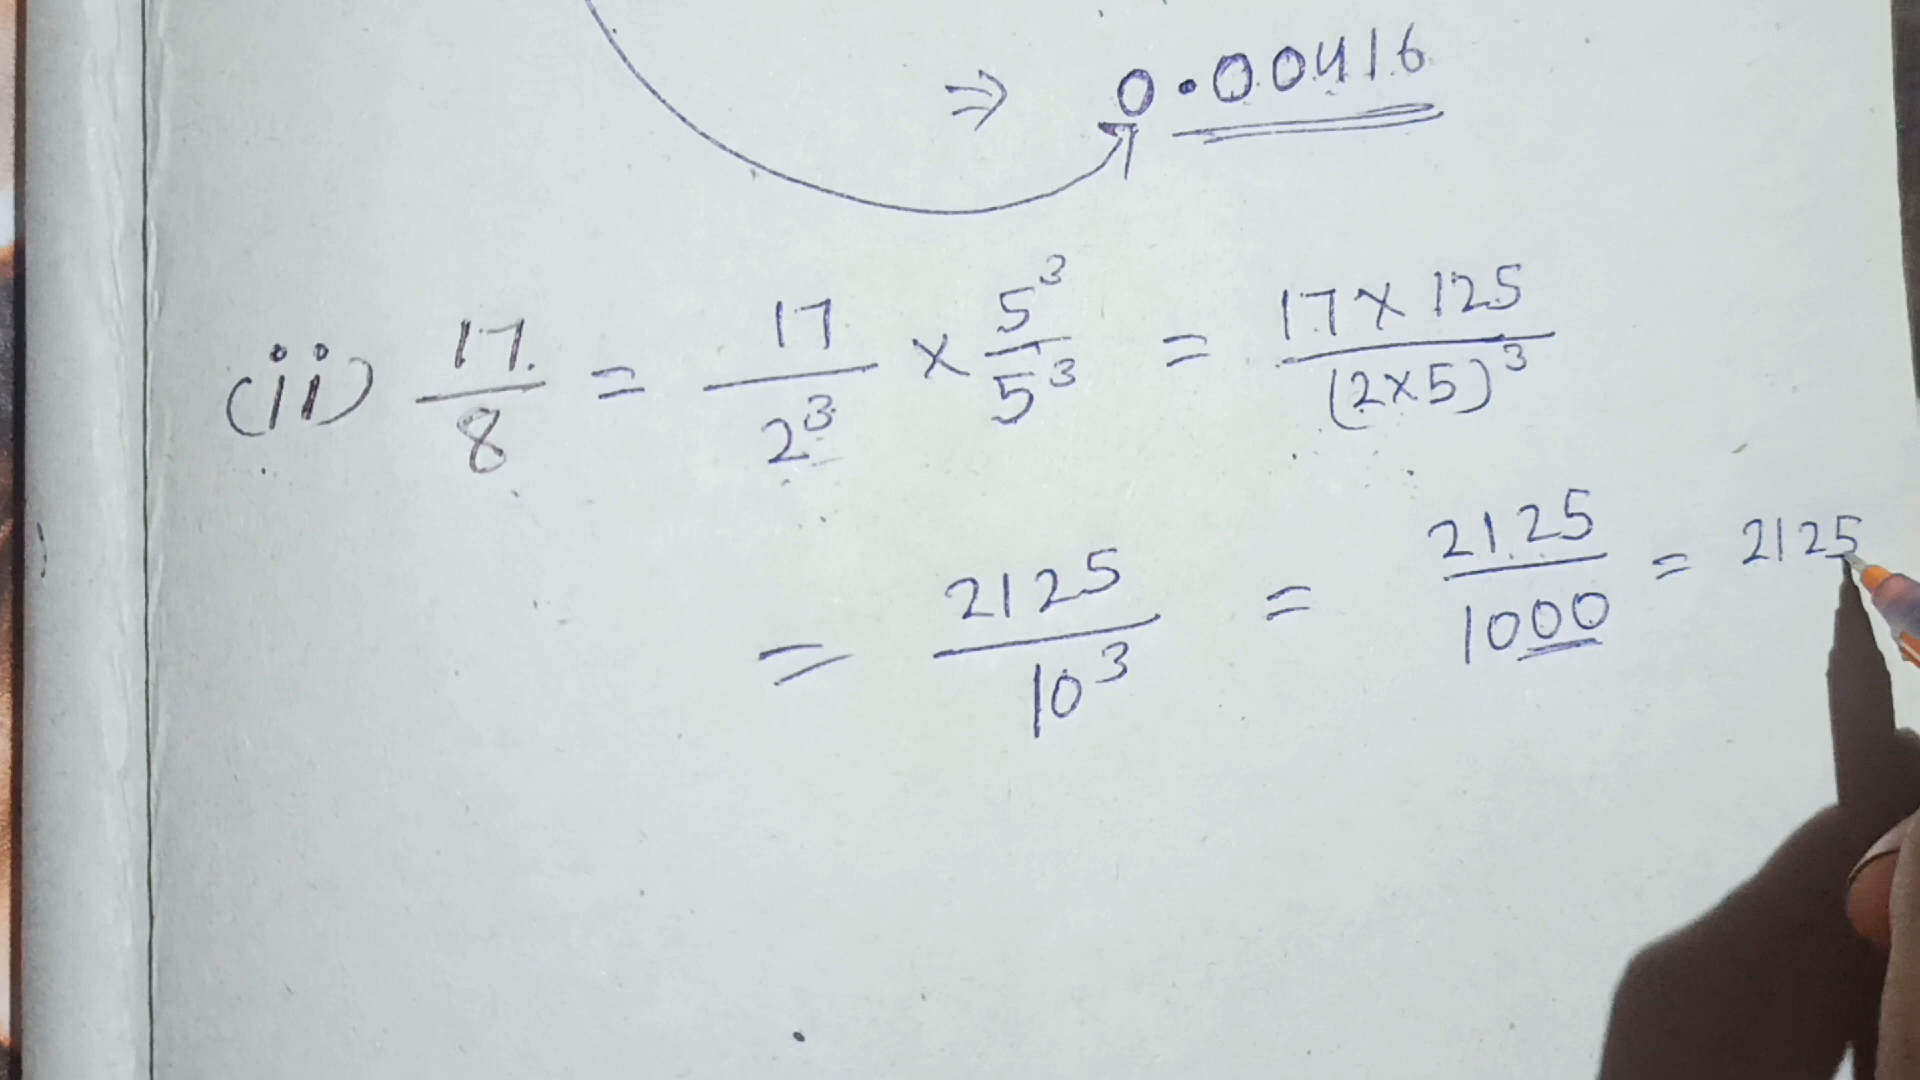 ⇒ 0.00416
(ii) 17/8 = 17/2³ × 5³/5³ = 17×125/(2×5)³
= 2125/10³ = 2125/1000 = 2125